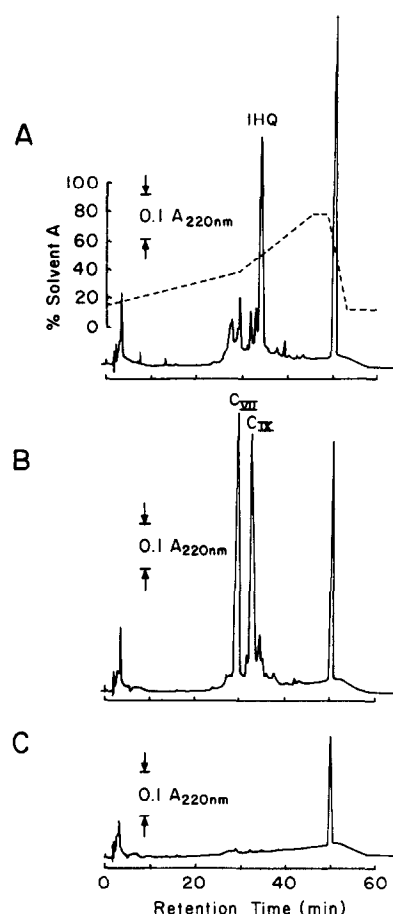 A
IHQ
% Solvent A
100
80
60
40
20
0
0.1 A220nm
B
CVII
CIX
0.1 A220nm
C
0.1 A220nm
0 20 40 60
Retention Time (min)